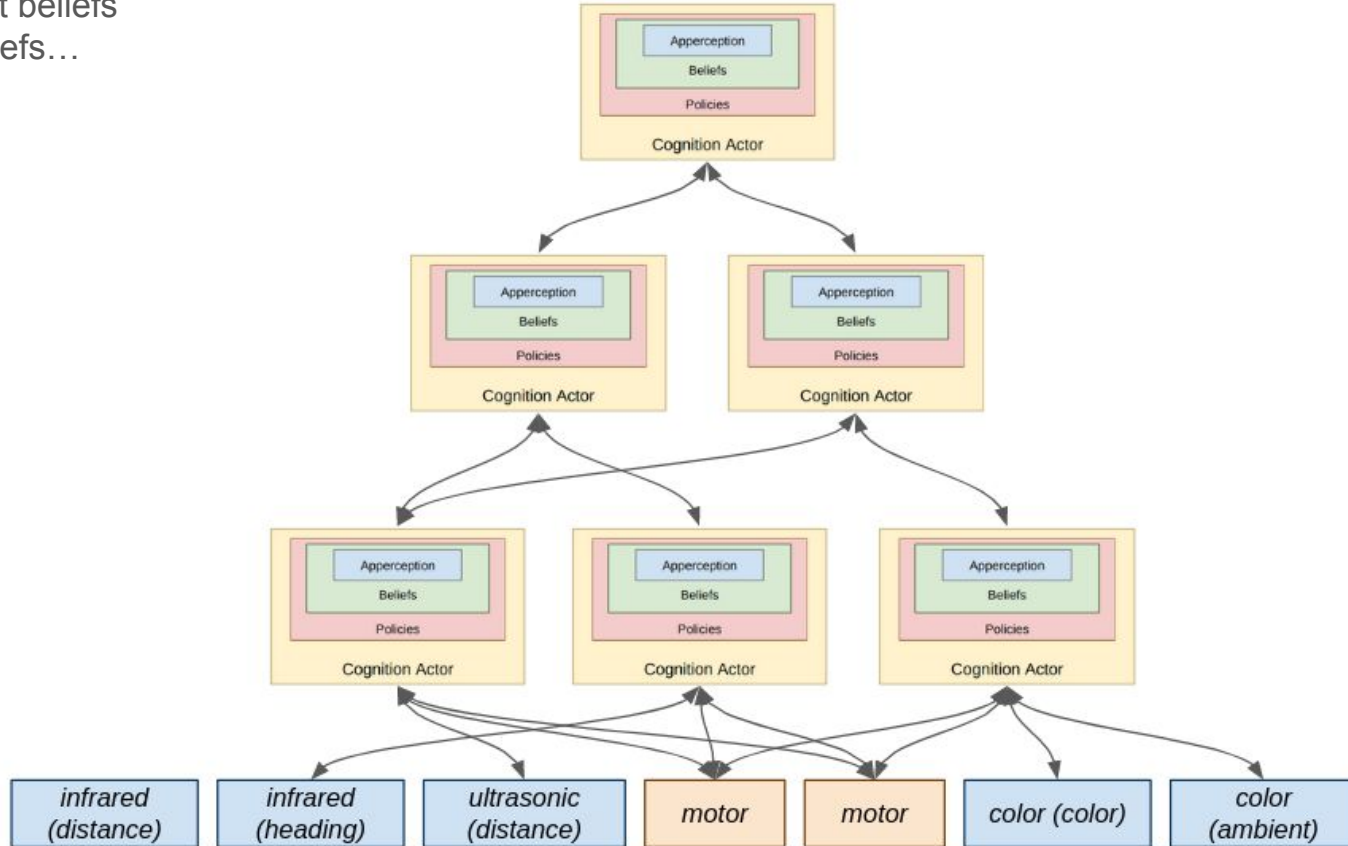 t beliefs
efs…
Apperception
Beliefs
Policies
Cognition Actor
Apperception
Beliefs
Policies
Cognition Actor
Apperception
Beliefs
Policies
Cognition Actor
Apperception
Beliefs
Policies
Cognition Actor
Apperception
Beliefs
Policies
Cognition Actor
Apperception
Beliefs
Policies
Cognition Actor
infrared
(distance)
infrared
(heading)
ultrasonic
(distance)
motor
motor
color (color)
color
(ambient)